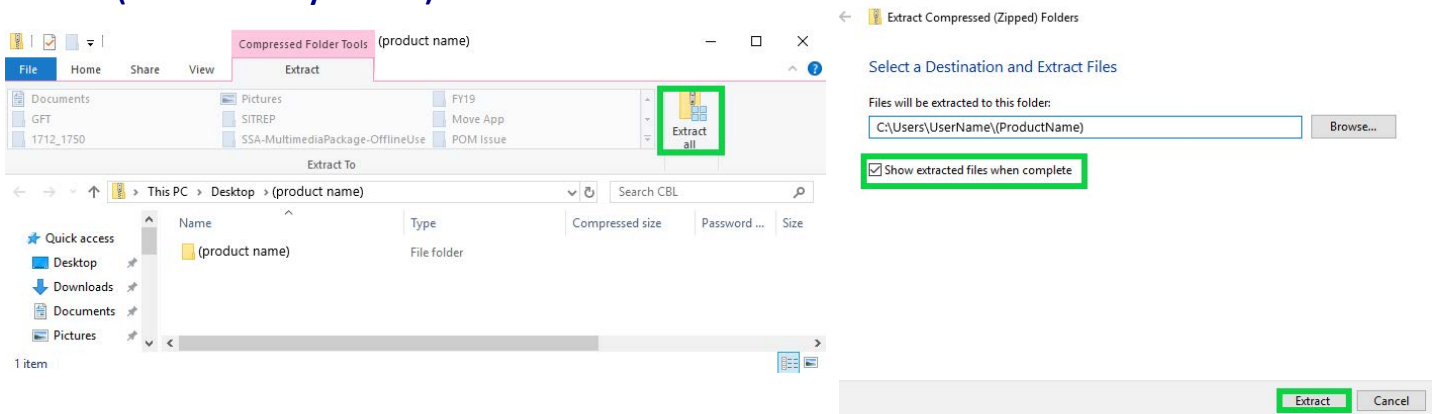 Compressed Folder Tools (product name)
File Home Share View Extract
Documents Pictures FY19
GFT SITREP Move App
1712_1750 SSA-MultimediaPackage-OfflineUse POM Issue
Extract all
Extract To
This PC > Desktop > (product name) Search CBL
Name Type Compressed size Password ... Size
Quick access
(product name) File folder
Desktop
Downloads
Documents
Pictures
1 item
Extract Compressed (Zipped) Folders
Select a Destination and Extract Files
Files will be extracted to this folder:
C:\Users\UserName\(ProductName) Browse...
Show extracted files when complete
Extract Cancel